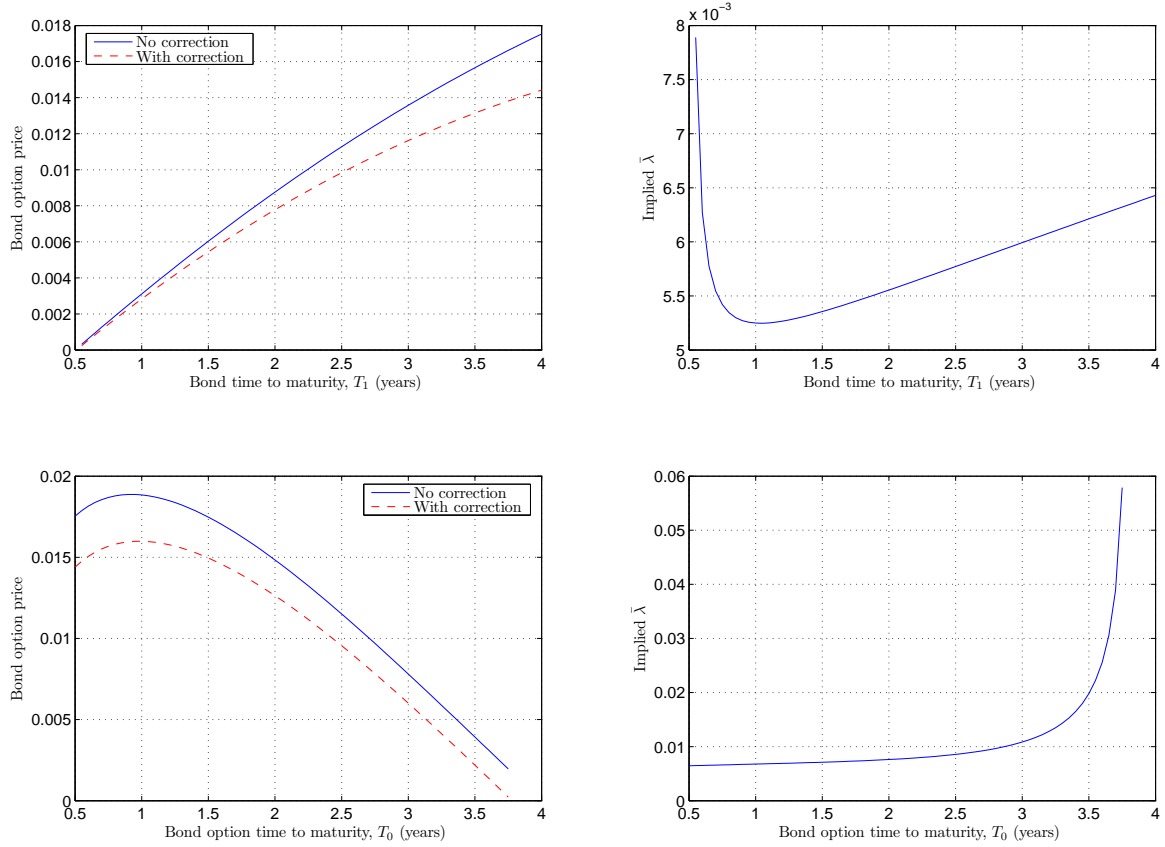 0.018
0.016
0.014
0.012
0.01
0.008
0.006
0.004
0.002
0
Bond option price
No correction
With correction
0.5 1 1.5 2 2.5 3 3.5 4
Bond time to maturity, T₁ (years)
x 10⁻³
8
7.5
7
6.5
6
5.5
5
Implied λ̄
0.5 1 1.5 2 2.5 3 3.5 4
Bond time to maturity, T₁ (years)
0.02
0.015
0.01
0.005
0
Bond option price
No correction
With correction
0.5 1 1.5 2 2.5 3 3.5 4
Bond option time to maturity, T₀ (years)
0.06
0.05
0.04
0.03
0.02
0.01
0
Implied λ̄
0.5 1 1.5 2 2.5 3 3.5 4
Bond option time to maturity, T₀ (years)